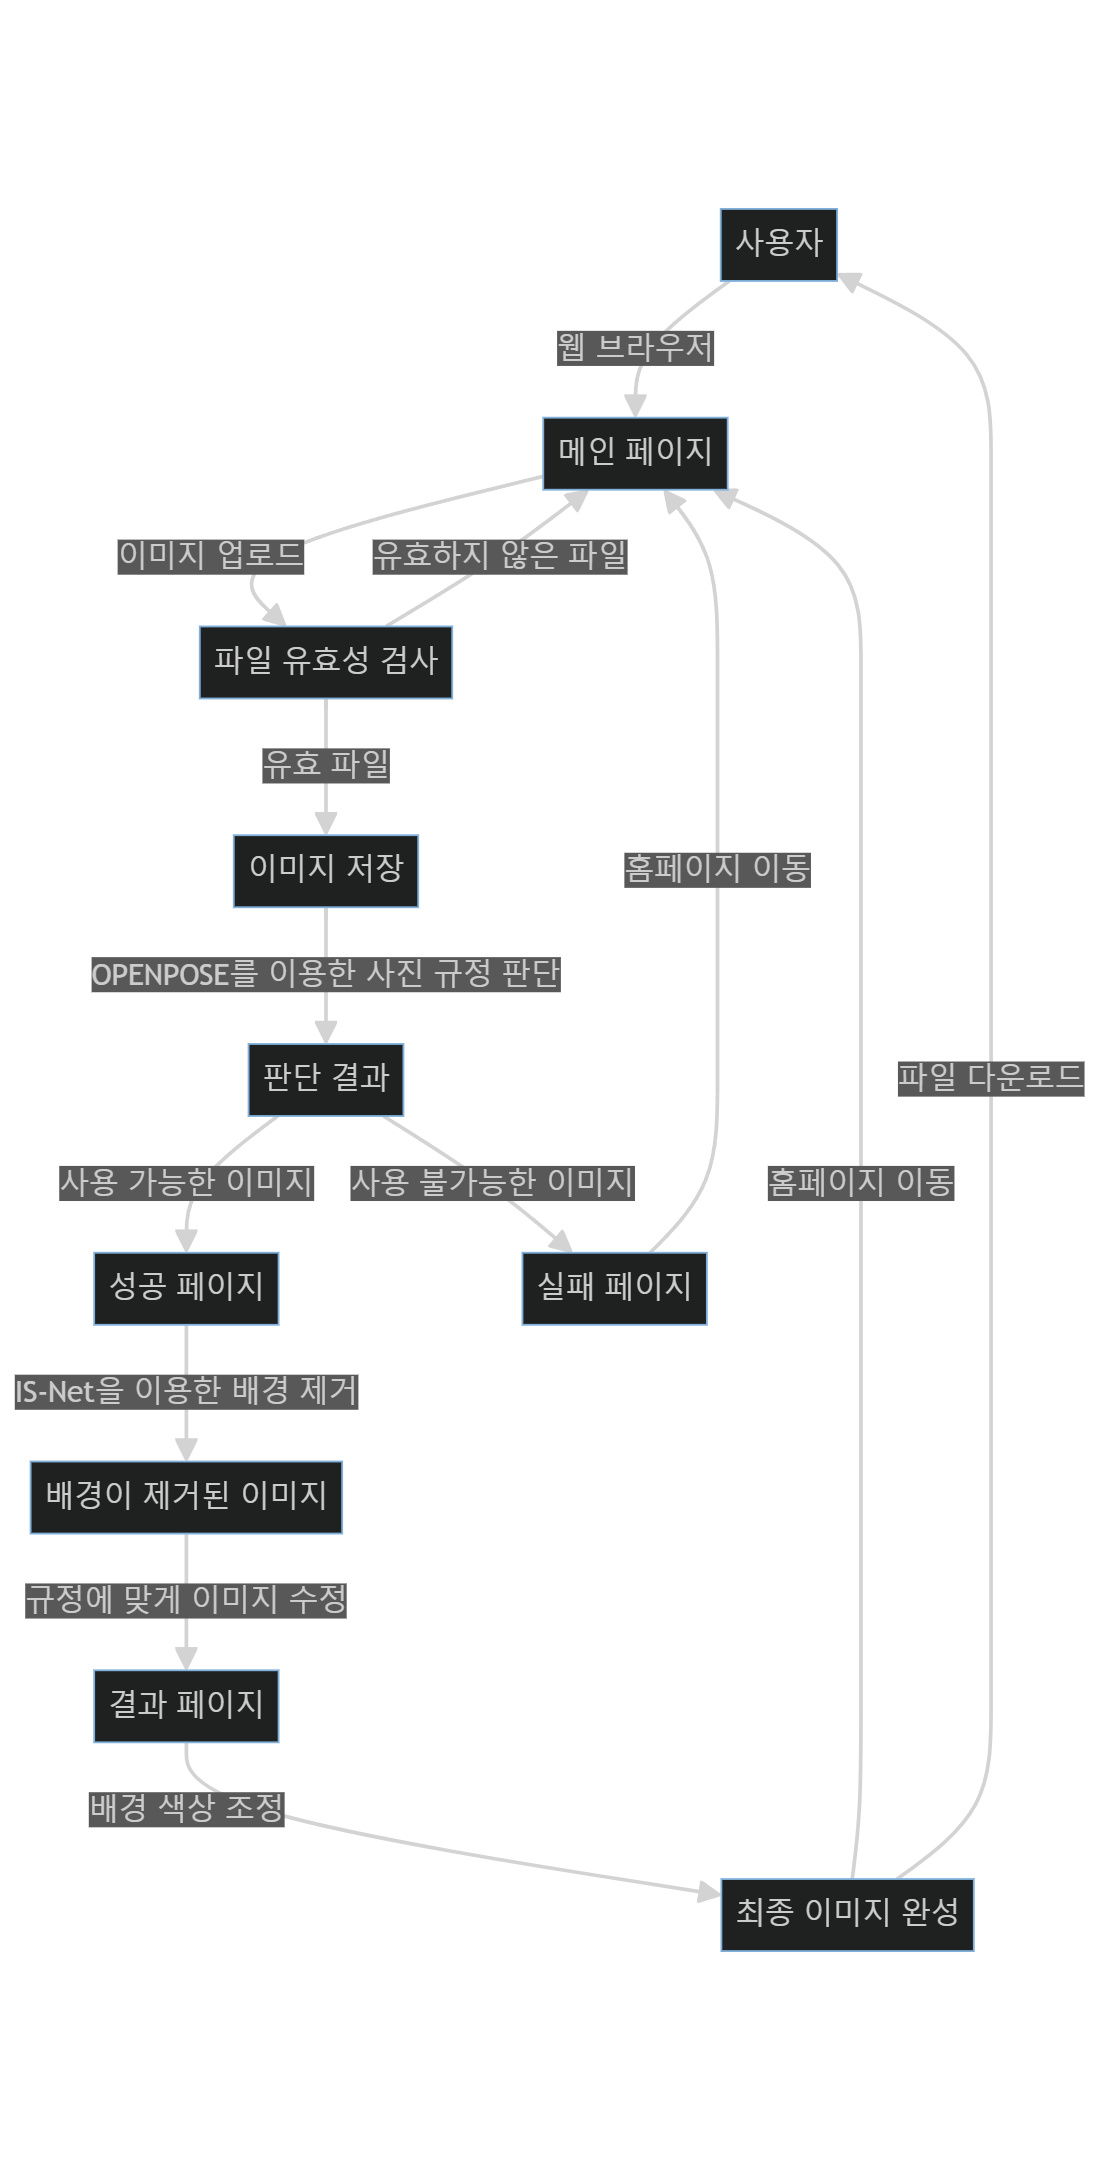 사용자
웹 브라우저
메인 페이지
이미지 업로드
유효하지 않은 파일
파일 유효성 검사
유효 파일
이미지 저장
홈페이지 이동
OPENPOSE를 이용한 사진 규정 판단
판단 결과
파일 다운로드
사용 가능한 이미지
사용 불가능한 이미지
홈페이지 이동
성공 페이지
실패 페이지
IS-Net을 이용한 배경 제거
배경이 제거된 이미지
규정에 맞게 이미지 수정
결과 페이지
배경 색상 조정
최종 이미지 완성